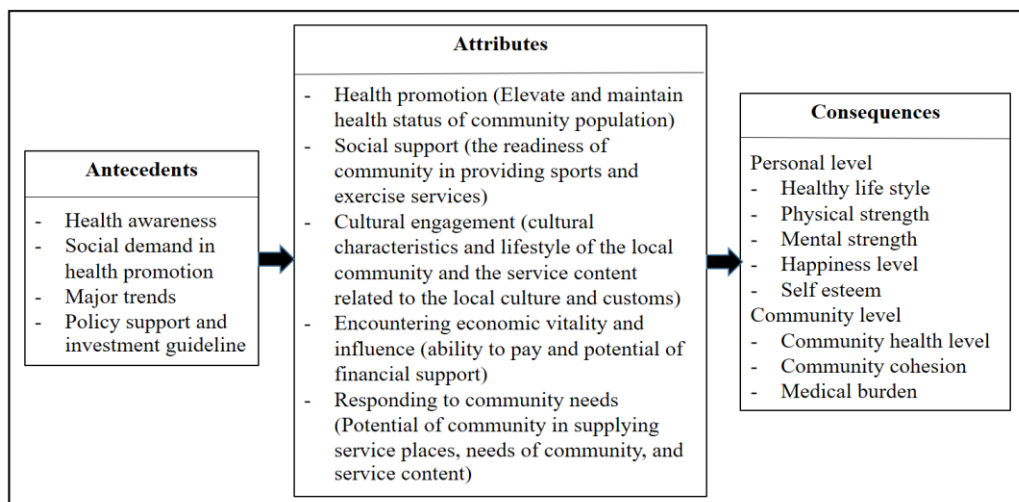 Antecedents
- Health awareness
- Social demand in
health promotion
- Major trends
- Policy support and
investment guideline
Attributes
- Health promotion (Elevate and maintain
health status of community population)
- Social support (the readiness of
community in providing sports and
exercise services)
- Cultural engagement (cultural
characteristics and lifestyle of the local
community and the service content
related to the local culture and customs)
- Encountering economic vitality and
influence (ability to pay and potential of
financial support)
- Responding to community needs
(Potential of community in supplying
service places, needs of community, and
service content)
Consequences
Personal level
- Healthy life style
- Physical strength
- Mental strength
- Happiness level
- Self esteem
Community level
- Community health level
- Community cohesion
- Medical burden